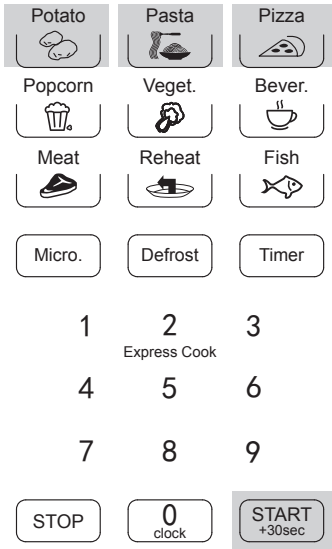 Potato Pasta Pizza
Popcorn Veget. Bever.
Meat Reheat Fish
Micro. Defrost Timer
1 2 3
Express Cook
4 5 6
7 8 9
STOP 0 START
clock +30sec